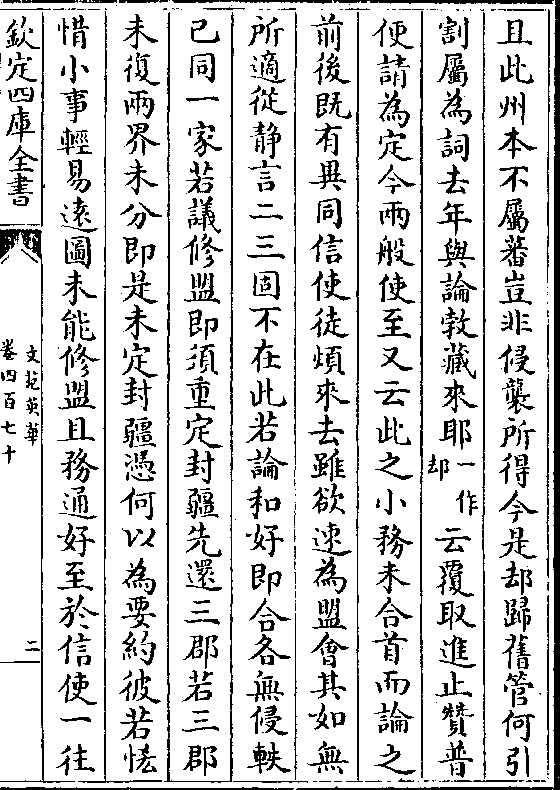 且此州本不屬蕃豈非侵襲所得今是却歸舊管何引
割屬為詞去年與論敦藏來耶一作却云覆取進止贊普
便請為定今兩般使至又云此之小務未合首而論之
前後既有異同信使徒煩來去雖欲速為盟會其如無
所適從静言二三固不在此若論和好即合各無侵軼
已同一家若議修盟即須重定封疆先還三郡若三郡
未復兩界未分即是未定封疆憑何以為要約彼若恡
惜小事輕易遠圖未能修盟且務通好至於信使一往
欽定四庫全書
文苑英華
卷四百七十
二